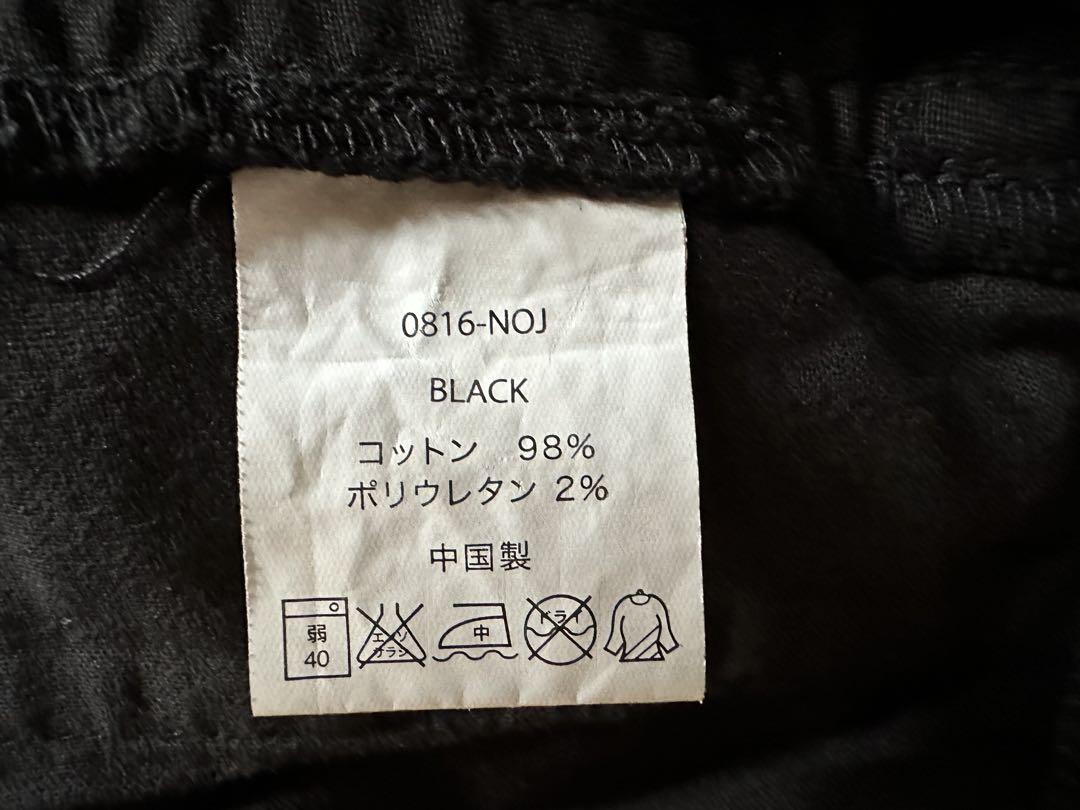 0816-NOJ
BLACK
コットン 98%
ポリウレタン 2%
中国製
弱
40
エンソ
サラシ
中
ドライ